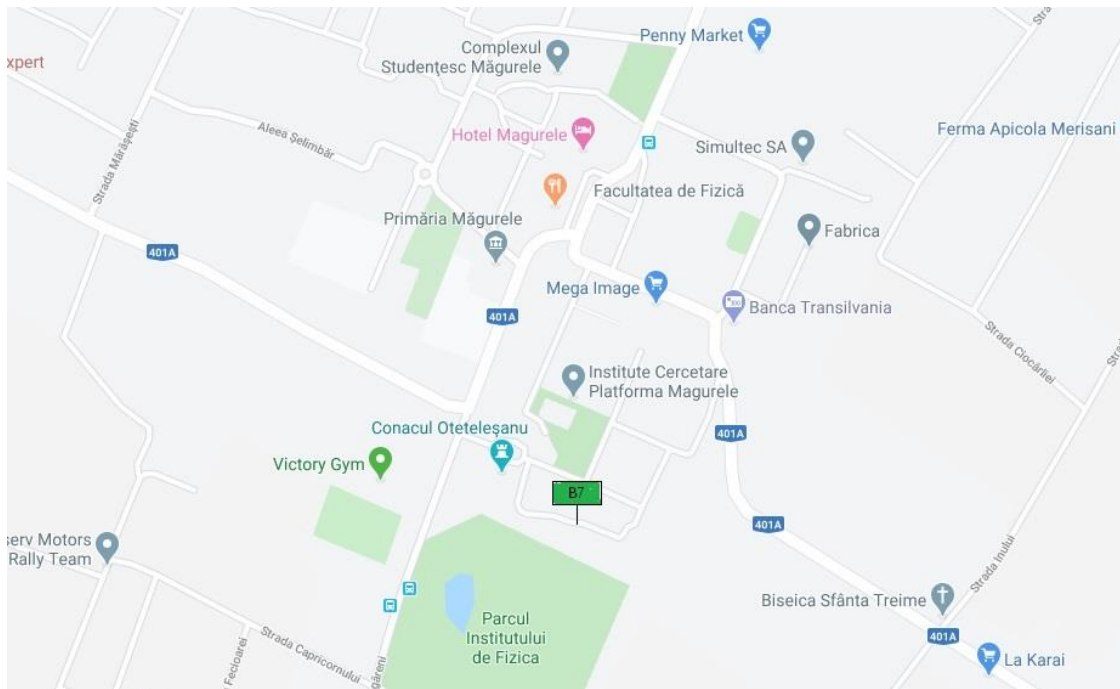 Penny Market
Complexul
Studențesc Măgurele
xpert
Hotel Magurele
Aleea Șelimbăr
Strada Mărășești
Simultec SA
Ferma Apicola Merisani
Facultatea de Fizică
Primăria Măgurele
Fabrica
401A
Mega Image
Banca Transilvania
401A
Strada Ciocârliei
Institute Cercetare
Platforma Magurele
Conacul Oteteleşanu
401A
Victory Gym
B7
401A
serv Motors
Rally Team
Strada Inului
Biseica Sfânta Treime
Parcul
Institutului
de Fizica
401A
La Karai
Strada Capricornului
Fecioarei
găreni